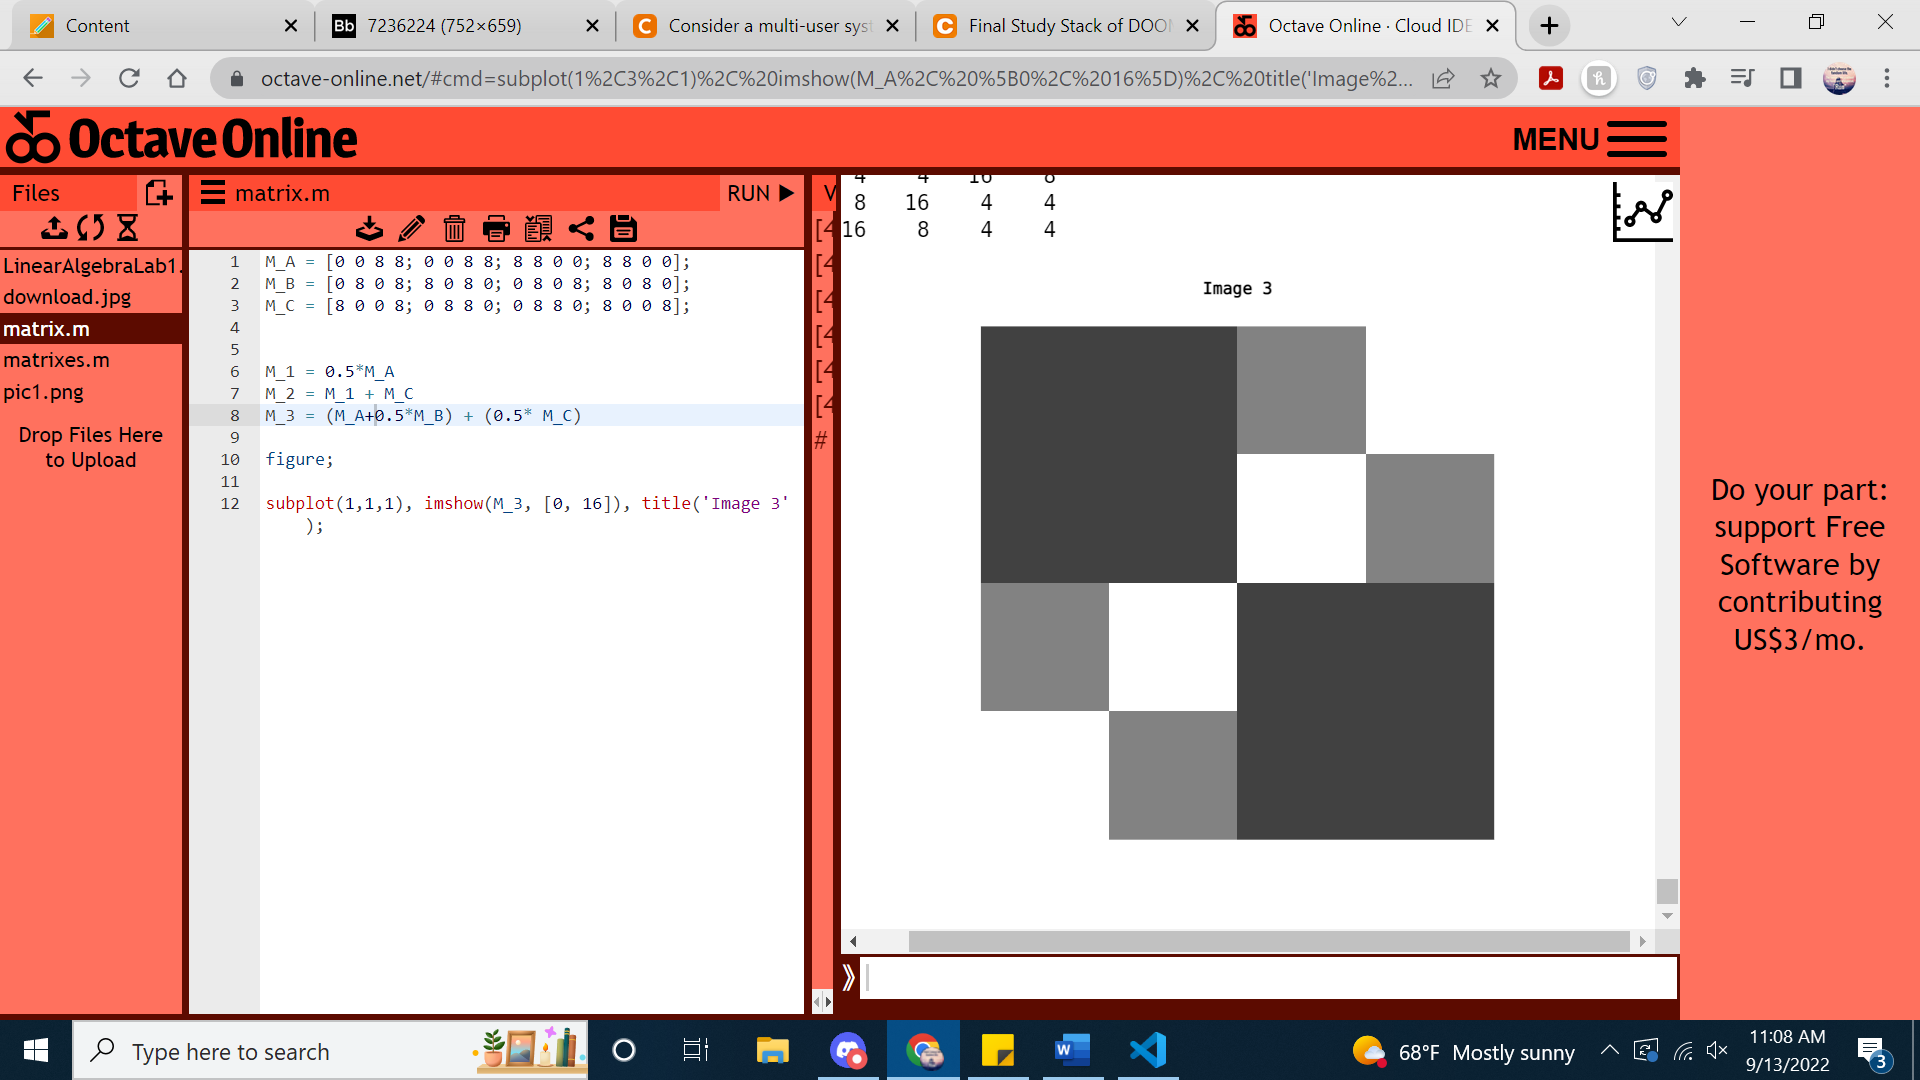 Content
Bb 7236224 (752×659)
Consider a multi-user syst
Final Study Stack of DOOM
Octave Online · Cloud IDE
octave-online.net/#cmd=subplot(1%2C3%2C1)%2C%20imshow(M_A%2C%20%5B0%2C%2016%5D)%2C%20title('Image%2...
Octave Online
MENU
Files
matrix.m
RUN
V
LinearAlgebraLab1.
download.jpg
matrix.m
matrixes.m
pic1.png
Drop Files Here
to Upload
1 M_A = [0 0 8 8; 0 0 8 8; 8 8 0 0; 8 8 0 0];
2 M_B = [0 8 0 8; 8 0 8 0; 0 8 0 8; 8 0 8 0];
3 M_C = [8 0 0 8; 0 8 8 0; 0 8 8 0; 8 0 0 8];
4
5
6 M_1 = 0.5*M_A
7 M_2 = M_1 + M_C
8 M_3 = (M_A+0.5*M_B) + (0.5* M_C)
9
10 figure;
11
12 subplot(1,1,1), imshow(M_3, [0, 16]), title('Image 3'
);
[4
[4
[4
[4
[4
[4
#
4 4 16 8
8 16 4 4
16 8 4 4
Image 3
Do your part:
support Free
Software by
contributing
US$3/mo.
Type here to search
68°F Mostly sunny
11:08 AM
9/13/2022
3